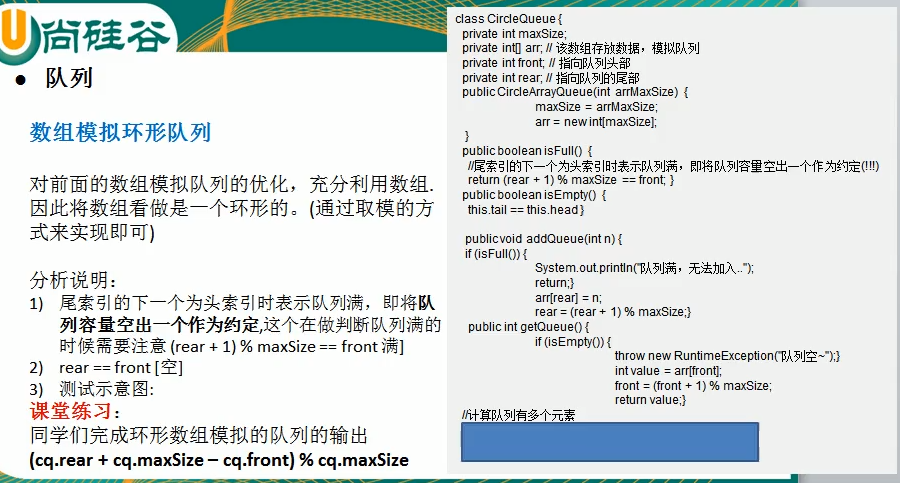 尚硅谷
● 队列
数组模拟环形队列
对前面的数组模拟队列的优化，充分利用数组.
因此将数组看做是一个环形的。(通过取模的方
式来实现即可)
分析说明：
1) 尾索引的下一个为头索引时表示队列满，即将队
列容量空出一个作为约定,这个在做判断队列满的
时候需要注意 (rear + 1) % maxSize == front 满]
2) rear == front [空]
3) 测试示意图:
课堂练习：
同学们完成环形数组模拟的队列的输出
(cq.rear + cq.maxSize – cq.front) % cq.maxSize
class CircleQueue {
private int maxSize;
private int[] arr; // 该数组存放数据，模拟队列
private int front; // 指向队列头部
private int rear; // 指向队列的尾部
public CircleArrayQueue(int arrMaxSize) {
maxSize = arrMaxSize;
arr = new int[maxSize];
}
public boolean isFull() {
//尾索引的下一个为头索引时表示队列满，即将队列容量空出一个作为约定(!!!)
return (rear + 1) % maxSize == front; }
public boolean isEmpty() {
this.tail == this.head }
public void addQueue(int n) {
if (isFull()) {
System.out.println("队列满，无法加入..");
return;}
arr[rear] = n;
rear = (rear + 1) % maxSize;}
public int getQueue() {
if (isEmpty()) {
throw new RuntimeException("队列空~");}
int value = arr[front];
front = (front + 1) % maxSize;
return value;}
//计算队列有多个元素